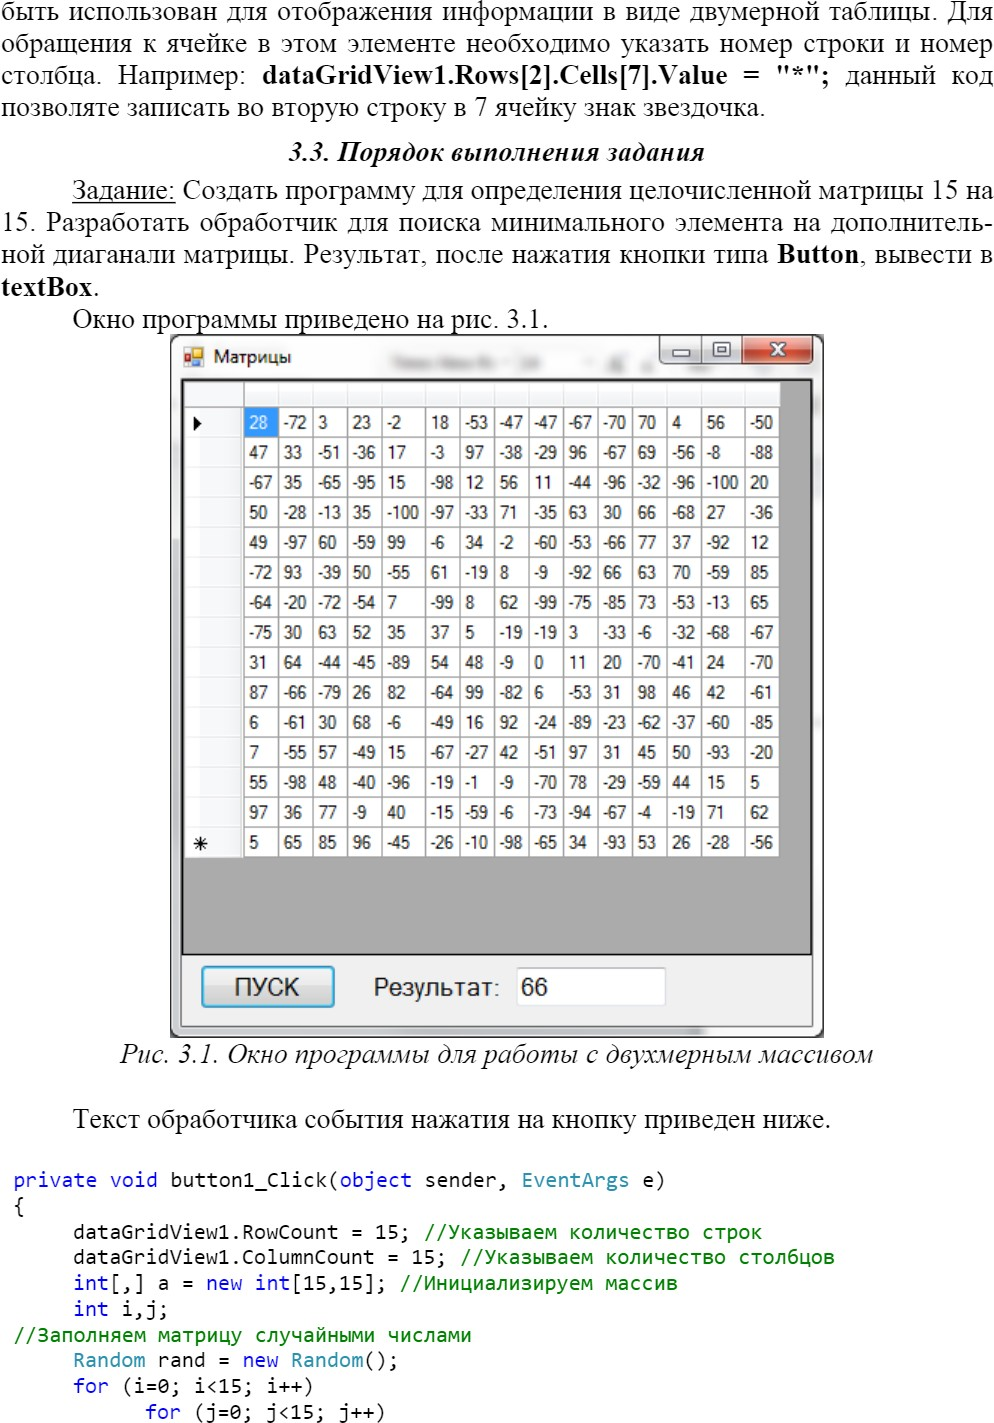 быть использован для отображения информации в виде двумерной таблицы. Для
обращения к ячейке в этом элементе необходимо указать номер строки и номер
столбца. Например: dataGridView1.Rows[2].Cells[7].Value = "*"; данный код
позволяте записать во вторую строку в 7 ячейку знак звездочка.
3.3. Порядок выполнения задания
Задание: Создать программу для определения целочисленной матрицы 15 на
15. Разработать обработчик для поиска минимального элемента на дополнитель-
ной диаганали матрицы. Результат, после нажатия кнопки типа Button, вывести в
textBox.
Окно программы приведено на рис. 3.1.
Матрицы
28 -72 3 23 -2 18 -53 -47 -47 -67 -70 70 4 56 -50
47 33 -51 -36 17 -3 97 -38 -29 96 -67 69 -56 -8 -88
-67 35 -65 -95 15 -98 12 56 11 -44 -96 -32 -96 -100 20
50 -28 -13 35 -100 -97 -33 71 -35 63 30 66 -68 27 -36
49 -97 60 -59 99 -6 34 -2 -60 -53 -66 77 37 -92 12
-72 93 -39 50 -55 61 -19 8 -9 -92 66 63 70 -59 85
-64 -20 -72 -54 7 -99 8 62 -99 -75 -85 73 -53 -13 65
-75 30 63 52 35 37 5 -19 -19 3 -33 -6 -32 -68 -67
31 64 -44 -45 -89 54 48 -9 0 11 20 -70 -41 24 -70
87 -66 -79 26 82 -64 99 -82 6 -53 31 98 46 42 -61
6 -61 30 68 -6 -49 16 92 -24 -89 -23 -62 -37 -60 -85
7 -55 57 -49 15 -67 -27 42 -51 97 31 45 50 -93 -20
55 -98 48 -40 -96 -19 -1 -9 -70 78 -29 -59 44 15 5
97 36 77 -9 40 -15 -59 -6 -73 -94 -67 -4 -19 71 62
5 65 85 96 -45 -26 -10 -98 -65 34 -93 53 26 -28 -56
ПУСК Результат: 66
Рис. 3.1. Окно программы для работы с двухмерным массивом
Текст обработчика события нажатия на кнопку приведен ниже.
private void button1_Click(object sender, EventArgs e)
{
dataGridView1.RowCount = 15; //Указываем количество строк
dataGridView1.ColumnCount = 15; //Указываем количество столбцов
int[,] a = new int[15,15]; //Инициализируем массив
int i,j;
//Заполняем матрицу случайными числами
Random rand = new Random();
for (i=0; i<15; i++)
for (j=0; j<15; j++)